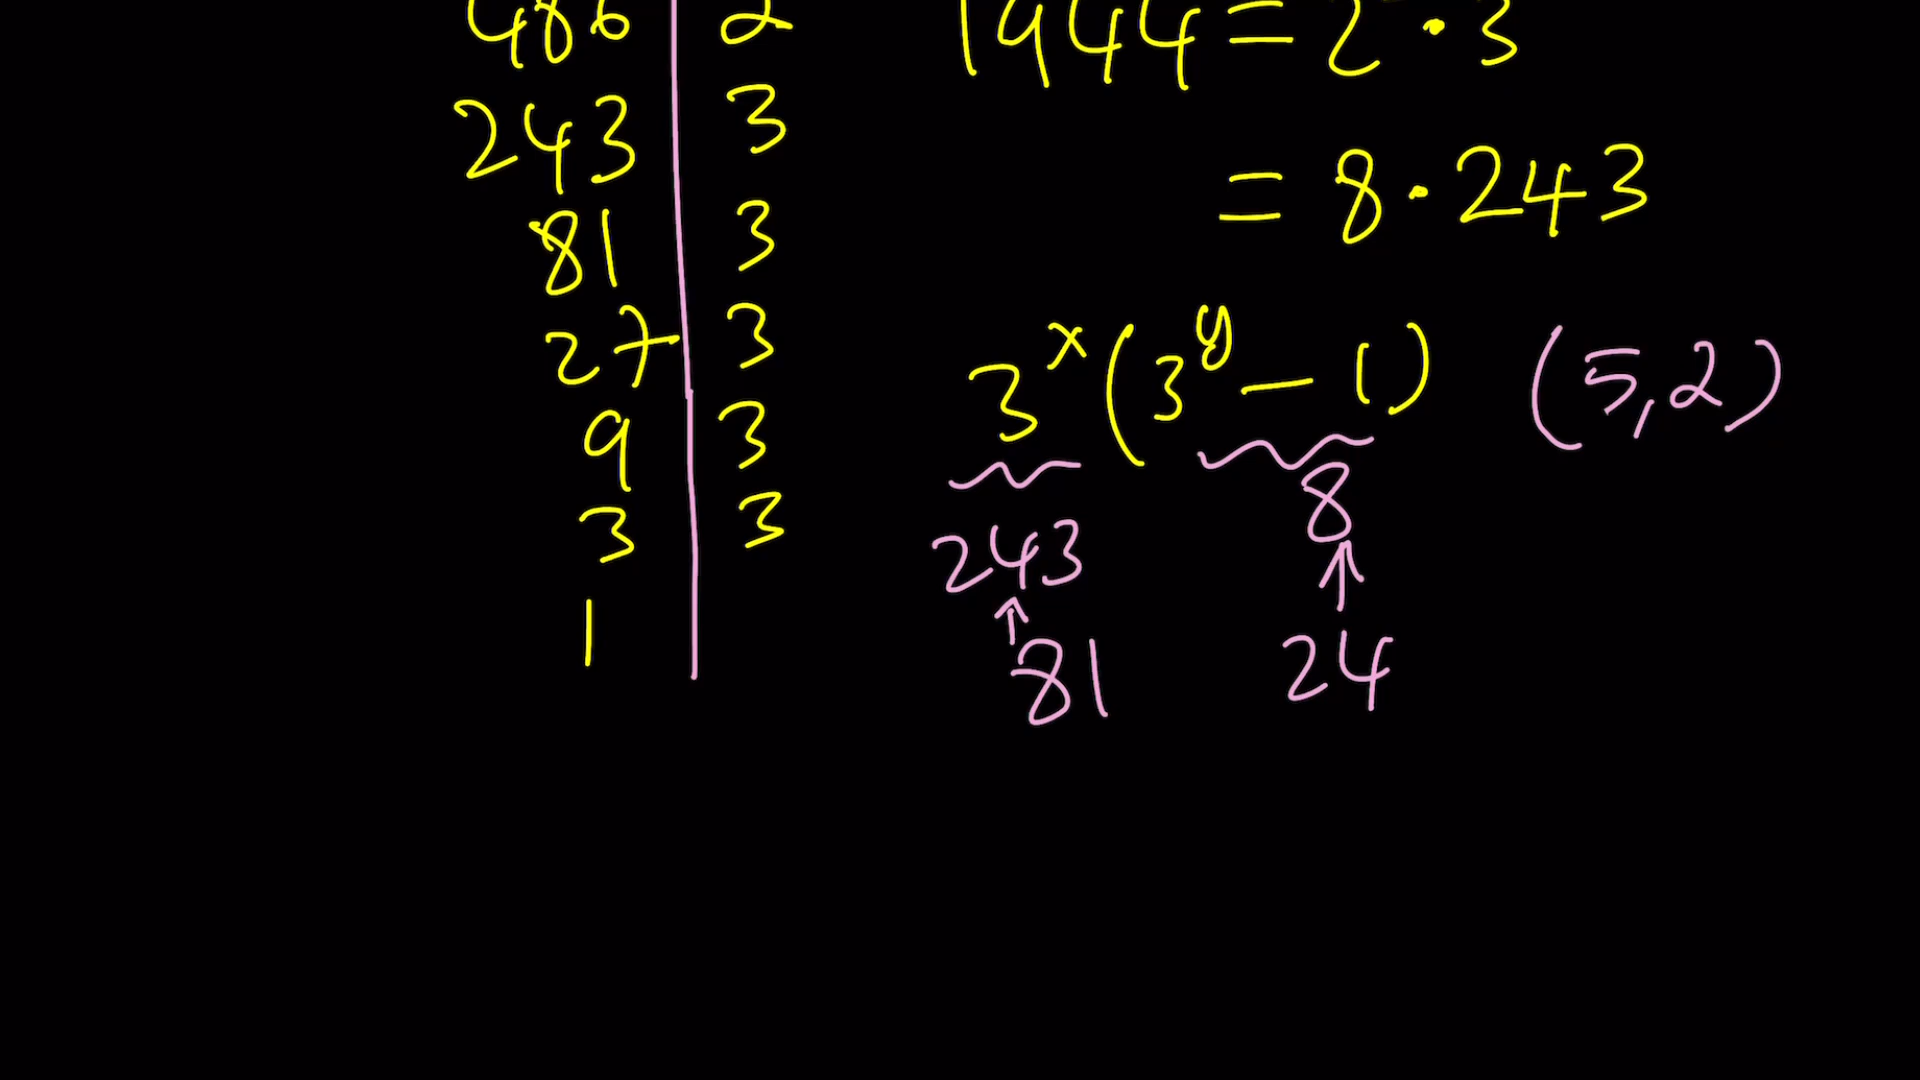 486 | 2
243 | 3
81 | 3
27 | 3
9 | 3
3 | 3
1 |
1944 = 2 · 3
= 8 · 243
3^x (3^y – 1) (5,2)
243 8
↑ ↑
81 24